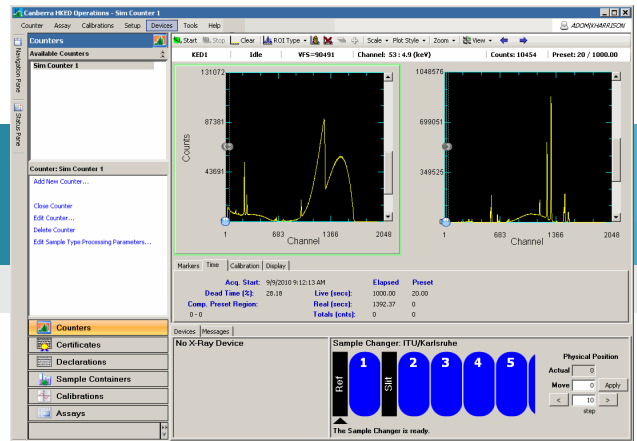 Canberra HKED Operations - Sim Counter 1
Counter Assay Calibrations Setup Devices Tools Help
ADOM\JHARRISON
Counters
Start Stop Clear ROI Type Scale Plot Style Zoom View
Available Counters
KED1 Idle VFS=90491 Channel: 53 : 4.9 (keV) Counts: 10454 Preset: 20 / 1000.00
Sim Counter 1
Navigation Pane
Status Pane
131072
87381
43691
Counts
1 683 1366 2048
Channel
1048576
699051
349525
1 683 1366 2048
Channel
Counter: Sim Counter 1
Add New Counter...
Close Counter
Edit Counter...
Delete Counter
Edit Sample Type Processing Parameters...
Markers Time Calibration Display
Acq. Start: 9/9/2010 9:12:13 AM Elapsed Preset
Dead Time (%): 28.18 Live (secs): 1000.00 20.00
Comp. Preset Region: Real (secs): 1392.37 0
0 - 0 Totals (cnts): 0 0
Counters
Certificates
Declarations
Sample Containers
Calibrations
Assays
Devices Messages
No X-Ray Device
Sample Changer: ITU/Karlsruhe
Ref 1 Slit 2 3 4 5
The Sample Changer is ready.
Physical Position
Actual 0
Move 0 Apply
< 10 >
step